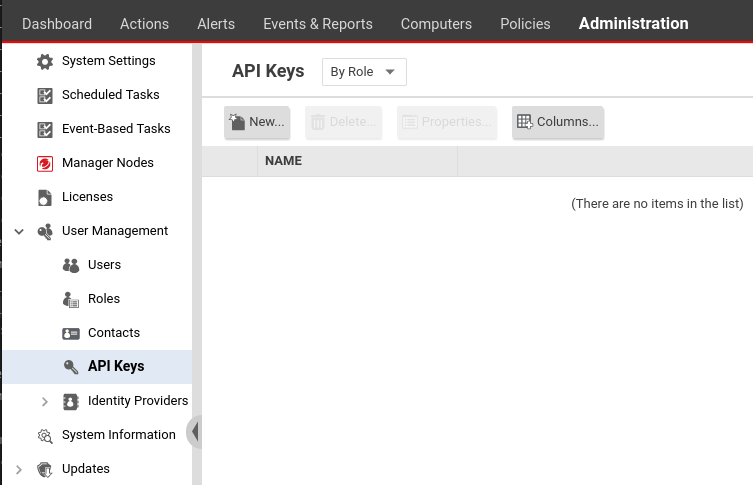 Dashboard Actions Alerts Events & Reports Computers Policies Administration
System Settings
Scheduled Tasks
Event-Based Tasks
Manager Nodes
Licenses
User Management
Users
Roles
Contacts
API Keys
Identity Providers
System Information
Updates
API Keys By Role
New... Delete... Properties... Columns...
NAME
(There are no items in the list)